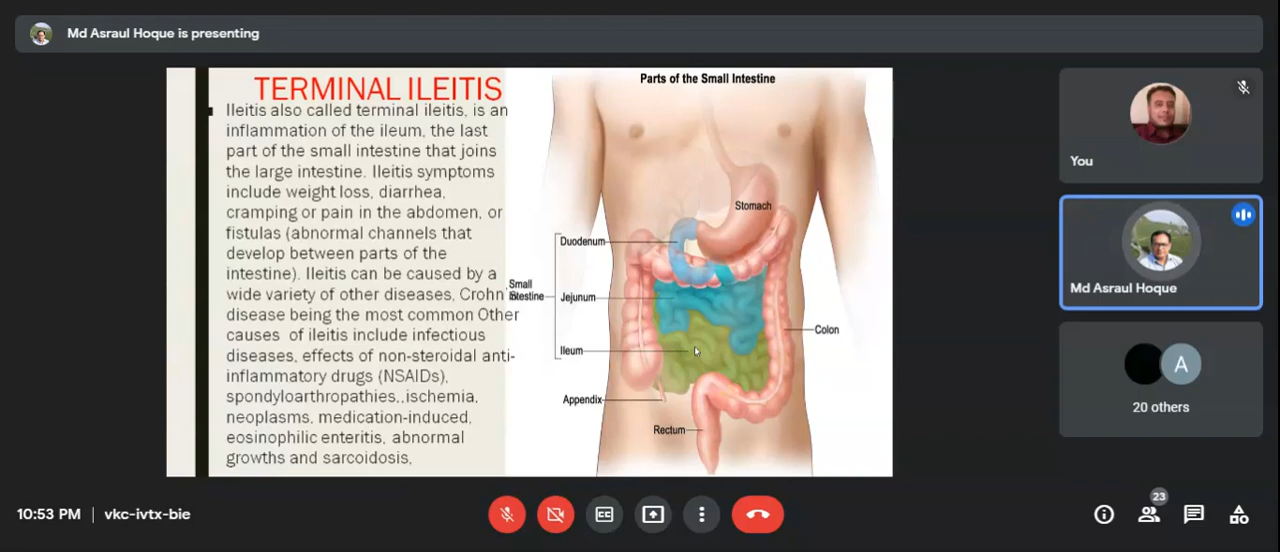 Md Asraul Hoque is presenting
TERMINAL ILEITIS
Ileitis also called terminal ileitis, is an
inflammation of the ileum, the last
part of the small intestine that joins
the large intestine. Ileitis symptoms
include weight loss, diarrhea,
cramping or pain in the abdomen, or
fistulas (abnormal channels that
develop between parts of the
intestine). Ileitis can be caused by a
wide variety of other diseases, Crohn's
disease being the most common Other
causes of ileitis include infectious
diseases, effects of non-steroidal anti-
inflammatory drugs (NSAIDs),
spondyloarthropathies,,ischemia,
neoplasms, medication-induced,
eosinophilic enteritis, abnormal
growths and sarcoidosis,
Parts of the Small Intestine
Stomach
Duodenum
Small
Intestine
Jejunum
Colon
Ileum
Appendix
Rectum
You
Md Asraul Hoque
A
20 others
10:53 PM | vkc-ivtx-bie
CC
23